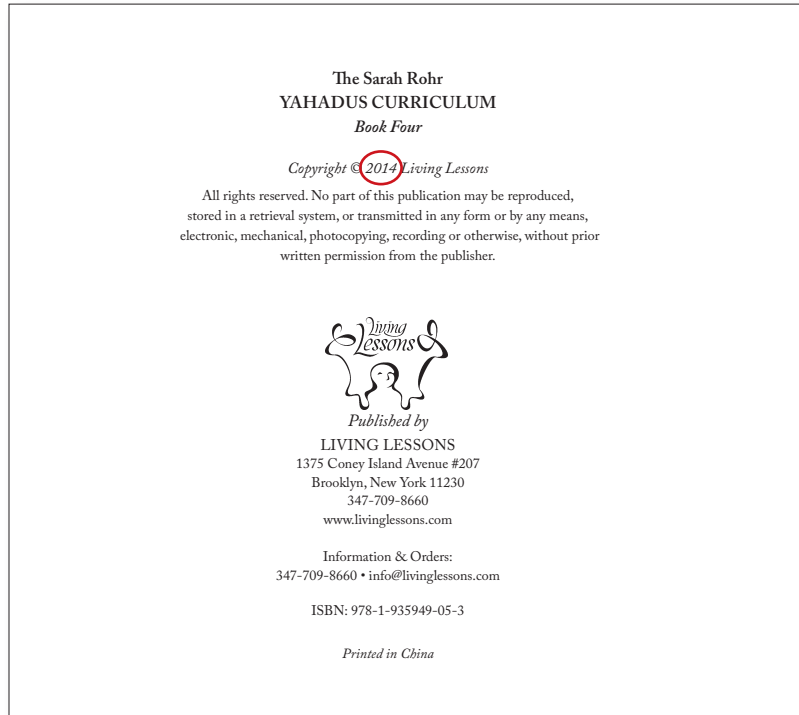 The Sarah Rohr
YAHADUS CURRICULUM
Book Four
Copyright © 2014 Living Lessons
All rights reserved. No part of this publication may be reproduced,
stored in a retrieval system, or transmitted in any form or by any means,
electronic, mechanical, photocopying, recording or otherwise, without prior
written permission from the publisher.
Living
Lessons
Published by
LIVING LESSONS
1375 Coney Island Avenue #207
Brooklyn, New York 11230
347-709-8660
www.livinglessons.com
Information & Orders:
347-709-8660 • info@livinglessons.com
ISBN: 978-1-935949-05-3
Printed in China